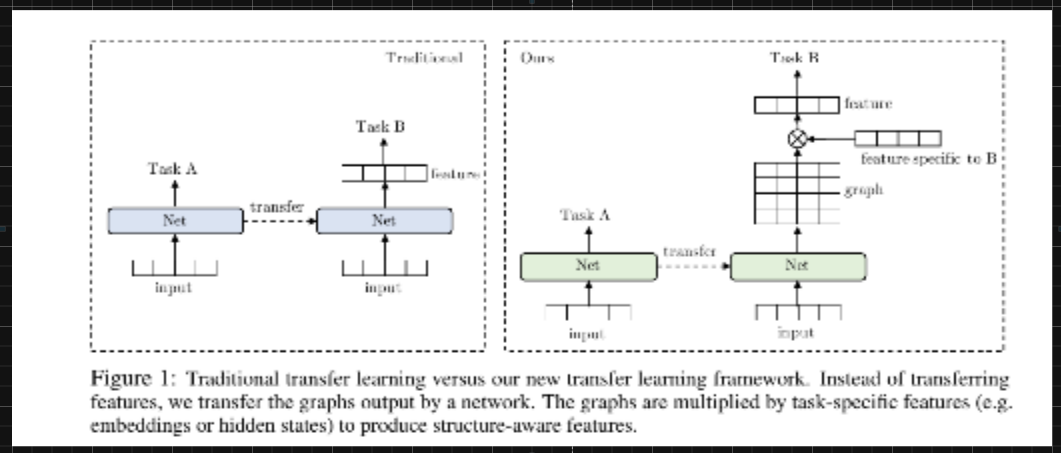 Traditional
Task B
Task A
feature
Net
transfer
Net
input
input
Ours
Task B
feature
feature specific to B
graph
Task A
Net
transfer
Net
input
input
Figure 1: Traditional transfer learning versus our new transfer learning framework. Instead of transferring
features, we transfer the graphs output by a network. The graphs are multiplied by task-specific features (e.g.
embeddings or hidden states) to produce structure-aware features.